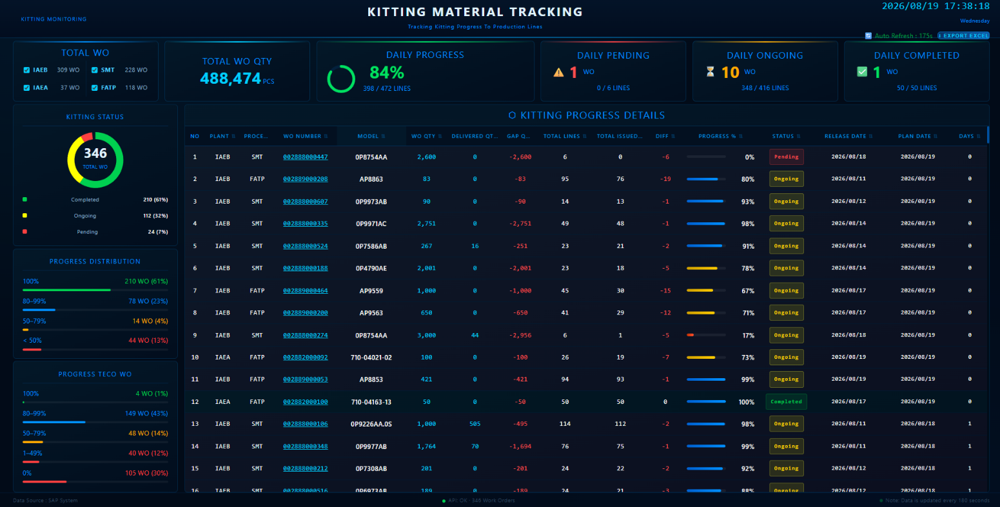 KITTING MONITORING
KITTING MATERIAL TRACKING
Tracking Kitting Progress To Production Lines
2026/08/19 17:38:18
Wednesday
Auto Refresh : 175s
EXPORT EXCEL
TOTAL WO
IAEB 309 WO SMT 228 WO
IAEA 37 WO FATP 118 WO
TOTAL WO QTY
488,474 PCS
DAILY PROGRESS
84%
398 / 472 LINES
DAILY PENDING
1 WO
0 / 6 LINES
DAILY ONGOING
10 WO
348 / 416 LINES
DAILY COMPLETED
1 WO
50 / 50 LINES
KITTING STATUS
346
TOTAL WO
Completed 210 (61%)
Ongoing 112 (32%)
Pending 24 (7%)
PROGRESS DISTRIBUTION
100% 210 WO (61%)
80–99% 78 WO (23%)
50–79% 14 WO (4%)
< 50% 44 WO (13%)
PROGRESS TECO WO
100% 4 WO (1%)
80–99% 149 WO (43%)
50–79% 48 WO (14%)
1–49% 40 WO (12%)
0% 105 WO (30%)
KITTING PROGRESS DETAILS
NO PLANT PROCE... WO NUMBER MODEL WO QTY DELIVERED QT... GAP Q... TOTAL LINES TOTAL ISSUED... DIFF PROGRESS % STATUS RELEASE DATE PLAN DATE DAYS
1 IAEB SMT 002888000447 0P8754AA 2,600 0 -2,600 6 0 -6 0% Pending 2026/08/18 2026/08/19 0
2 IAEB FATP 002889000208 AP8863 83 0 -83 95 76 -19 80% Ongoing 2026/08/11 2026/08/19 0
3 IAEB SMT 002888000607 0P9973AB 90 0 -90 14 13 -1 93% Ongoing 2026/08/12 2026/08/19 0
4 IAEB SMT 002888000335 0P9971AC 2,751 0 -2,751 49 48 -1 98% Ongoing 2026/08/14 2026/08/19 0
5 IAEB SMT 002888000524 0P7586AB 267 16 -251 23 21 -2 91% Ongoing 2026/08/14 2026/08/19 0
6 IAEB SMT 002888000188 0P4790AE 2,001 0 -2,001 23 18 -5 78% Ongoing 2026/08/14 2026/08/19 0
7 IAEB FATP 002889000464 AP9559 1,000 0 -1,000 45 30 -15 67% Ongoing 2026/08/17 2026/08/19 0
8 IAEB FATP 002889000200 AP9563 650 0 -650 41 29 -12 71% Ongoing 2026/08/17 2026/08/19 0
9 IAEB SMT 002888000274 0P8754AA 3,000 44 -2,956 6 1 -5 17% Ongoing 2026/08/18 2026/08/19 0
10 IAEA FATP 002882000092 710-04021-02 100 0 -100 26 19 -7 73% Ongoing 2026/08/19 2026/08/19 0
11 IAEB FATP 002889000053 AP8853 421 0 -421 94 93 -1 99% Ongoing 2026/08/19 2026/08/19 0
12 IAEA FATP 002882000100 710-04163-13 50 0 -50 50 50 0 100% Completed 2026/08/17 2026/08/19 0
13 IAEB SMT 002888000106 0P9226AA.0S 1,000 505 -495 114 112 -2 98% Ongoing 2026/08/11 2026/08/18 1
14 IAEB SMT 002888000348 0P9977AB 1,764 70 -1,694 76 75 -1 99% Ongoing 2026/08/11 2026/08/18 1
15 IAEB SMT 002888000212 0P7308AB 201 0 -201 24 22 -2 92% Ongoing 2026/08/12 2026/08/18 1
16 IAEB SMT 002888000516 0P6973AB 189 0 -189 24 21 -3 88% Ongoing 2026/08/12 2026/08/18 1
Data Source : SAP System
API: OK · 346 Work Orders
Note: Data is updated every 180 seconds